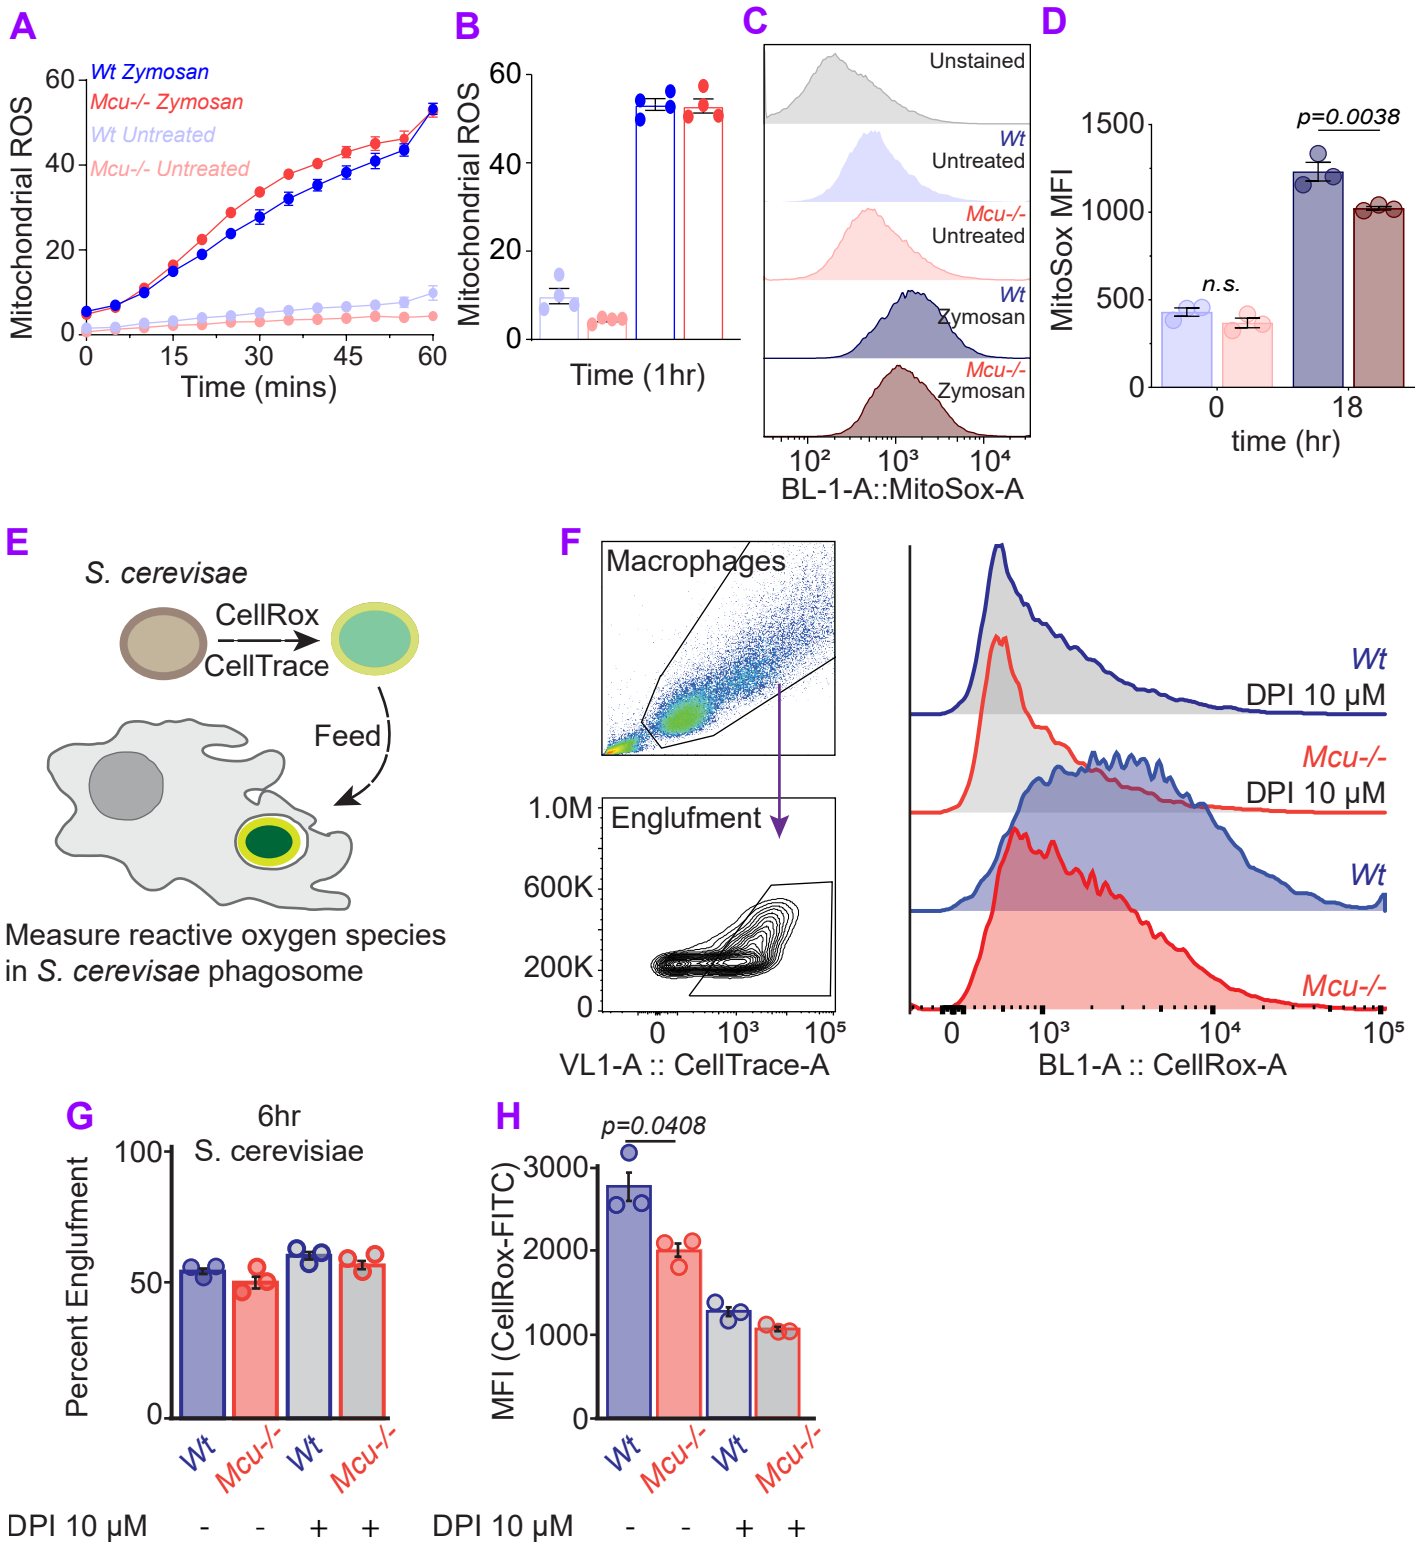 A
Mitochondrial ROS
60
40
20
0
Wt Zymosan
Mcu-/- Zymosan
Wt Untreated
Mcu-/- Untreated
0 15 30 45 60
Time (mins)
B
Mitochondrial ROS
60
40
20
0
Time (1hr)
C
Unstained
Wt
Untreated
Mcu-/-
Untreated
Wt
Zymosan
Mcu-/-
Zymosan
10² 10³ 10⁴
BL-1-A::MitoSox-A
D
MitoSox MFI
1500
1000
500
0
p=0.0038
n.s.
0 18
time (hr)
E
S. cerevisae
CellRox
CellTrace
Feed
Measure reactive oxygen species
in S. cerevisae phagosome
F
Macrophages
Englufment
1.0M
600K
200K
0
0 10³ 10⁵
VL1-A :: CellTrace-A
Wt
DPI 10 µM
Mcu-/-
DPI 10 µM
Wt
Mcu-/-
0 10³ 10⁴ 10⁵
BL1-A :: CellRox-A
G
6hr
S. cerevisiae
Percent Englufment
100
50
0
Wt Mcu-/- Wt Mcu-/-
DPI 10 µM - - + +
H
p=0.0408
MFI (CellRox-FITC)
3000
2000
1000
0
Wt Mcu-/- Wt Mcu-/-
DPI 10 µM - - + +